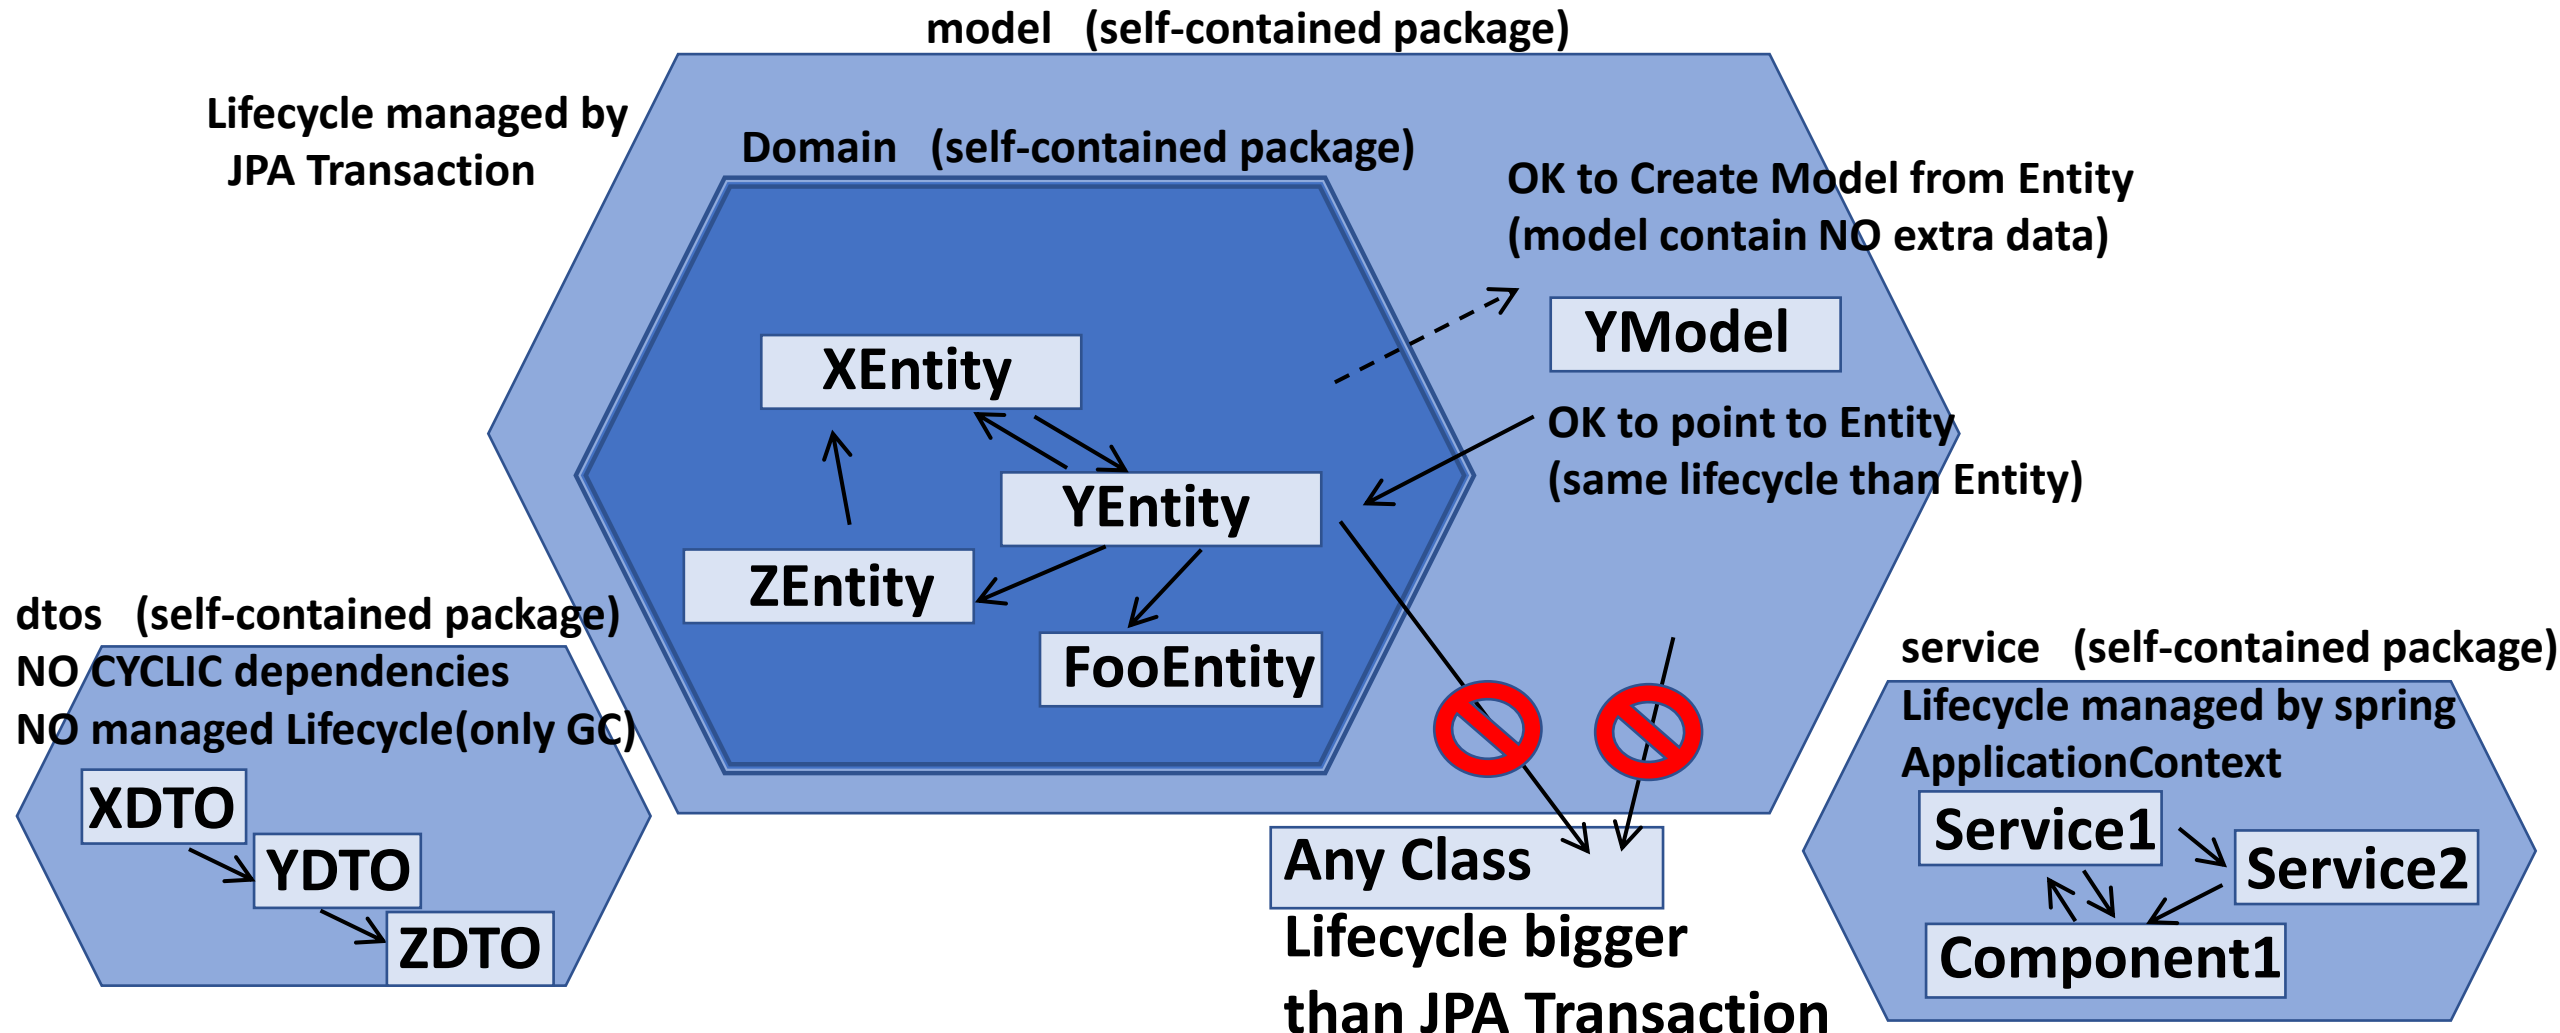 model   (self-contained package)
Lifecycle managed by
JPA Transaction
Domain   (self-contained package)
OK to Create Model from Entity
(model contain NO extra data)
YModel
XEntity
OK to point to Entity
(same lifecycle than Entity)
YEntity
ZEntity
FooEntity
dtos   (self-contained package)
NO CYCLIC dependencies
NO managed Lifecycle(only GC)
XDTO
YDTO
ZDTO
Any Class
Lifecycle bigger
than JPA Transaction
service   (self-contained package)
Lifecycle managed by spring
ApplicationContext
Service1
Service2
Component1